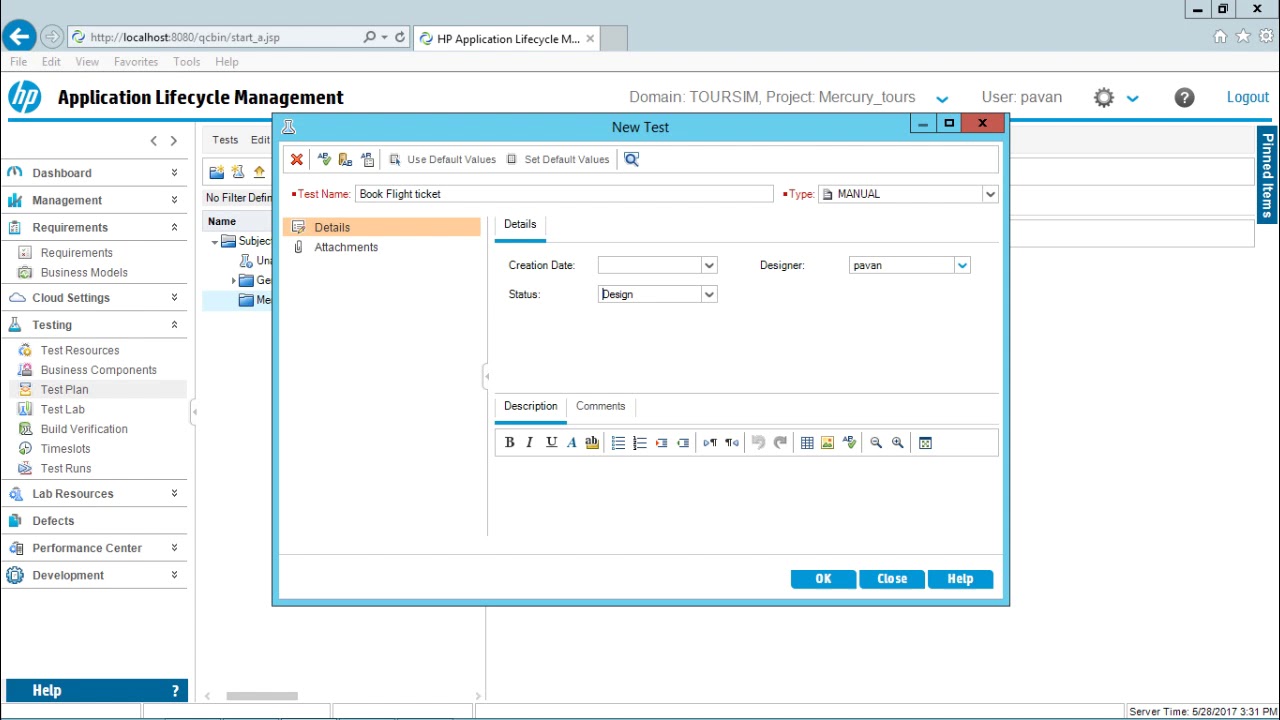 http://localhost:8080/qcbin/start_a.jsp
HP Application Lifecycle M...
File Edit View Favorites Tools Help
hp
Application Lifecycle Management
Domain: TOURSIM, Project: Mercury_tours
User: pavan
Logout
Pinned Items
Dashboard
Management
Requirements
Requirements
Business Models
Cloud Settings
Testing
Test Resources
Business Components
Test Plan
Test Lab
Build Verification
Timeslots
Test Runs
Lab Resources
Defects
Performance Center
Development
Help ?
Tests Edit
No Filter Defin
Name
Subject
Una
Ge
Mer
New Test
Use Default Values Set Default Values
Test Name: Book Flight ticket Type: MANUAL
Details
Attachments
Details
Creation Date: Designer: pavan
Status: Design
Description Comments
B I U A ab
OK Close Help
Server Time: 5/28/2017 3:31 PM